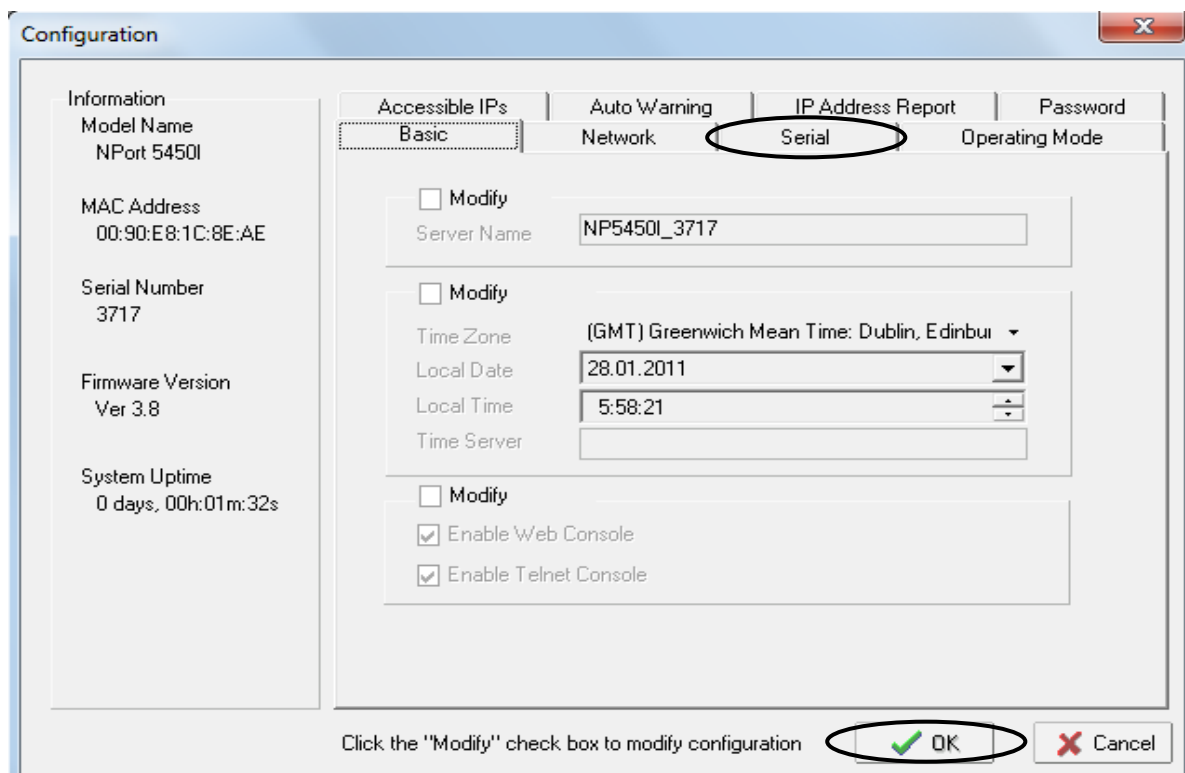 Configuration
Information
Model Name
NPort 5450I
MAC Address
00:90:E8:1C:8E:AE
Serial Number
3717
Firmware Version
Ver 3.8
System Uptime
0 days, 00h:01m:32s
Accessible IPs Auto Warning IP Address Report Password
Basic Network Serial Operating Mode
Modify
Server Name NP5450I_3717
Modify
Time Zone (GMT) Greenwich Mean Time: Dublin, Edinbur
Local Date 28.01.2011
Local Time 5:58:21
Time Server
Modify
Enable Web Console
Enable Telnet Console
Click the "Modify" check box to modify configuration OK Cancel